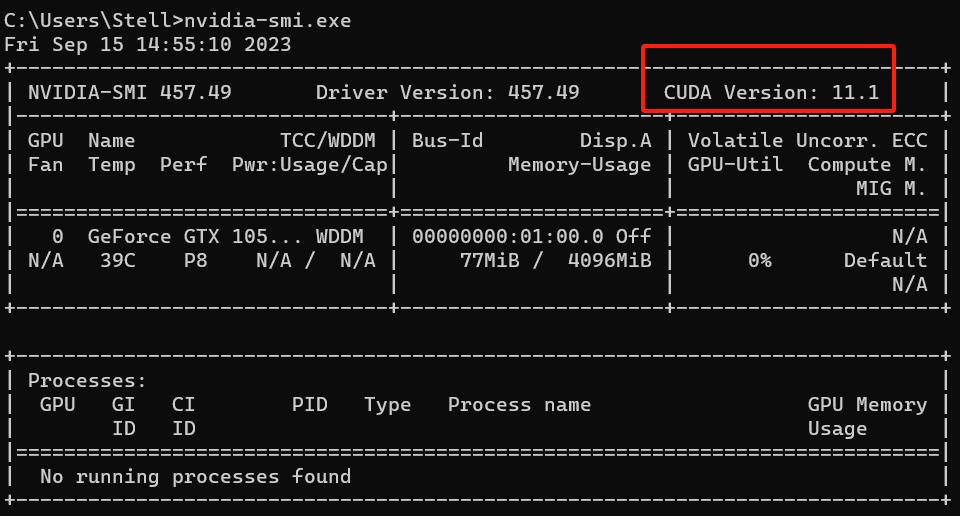 C:\Users\Stell>nvidia-smi.exe
Fri Sep 15 14:55:10 2023
+-----------------------------------------------------------------------------+
| NVIDIA-SMI 457.49       Driver Version: 457.49       CUDA Version: 11.1     |
|-------------------------------+----------------------+----------------------+
| GPU  Name            TCC/WDDM | Bus-Id        Disp.A | Volatile Uncorr. ECC |
| Fan  Temp  Perf  Pwr:Usage/Cap|         Memory-Usage | GPU-Util  Compute M. |
|                               |                      |               MIG M. |
|===============================+======================+======================|
|   0  GeForce GTX 105... WDDM  | 00000000:01:00.0 Off |                  N/A |
| N/A   39C    P8    N/A /  N/A |     77MiB /  4096MiB |      0%      Default |
|                               |                      |                  N/A |
+-------------------------------+----------------------+----------------------+
+-----------------------------------------------------------------------------+
| Processes:                                                                  |
|  GPU   GI   CI        PID   Type   Process name                  GPU Memory |
|        ID   ID                                                   Usage      |
|=============================================================================|
|  No running processes found                                                 |
+-----------------------------------------------------------------------------+